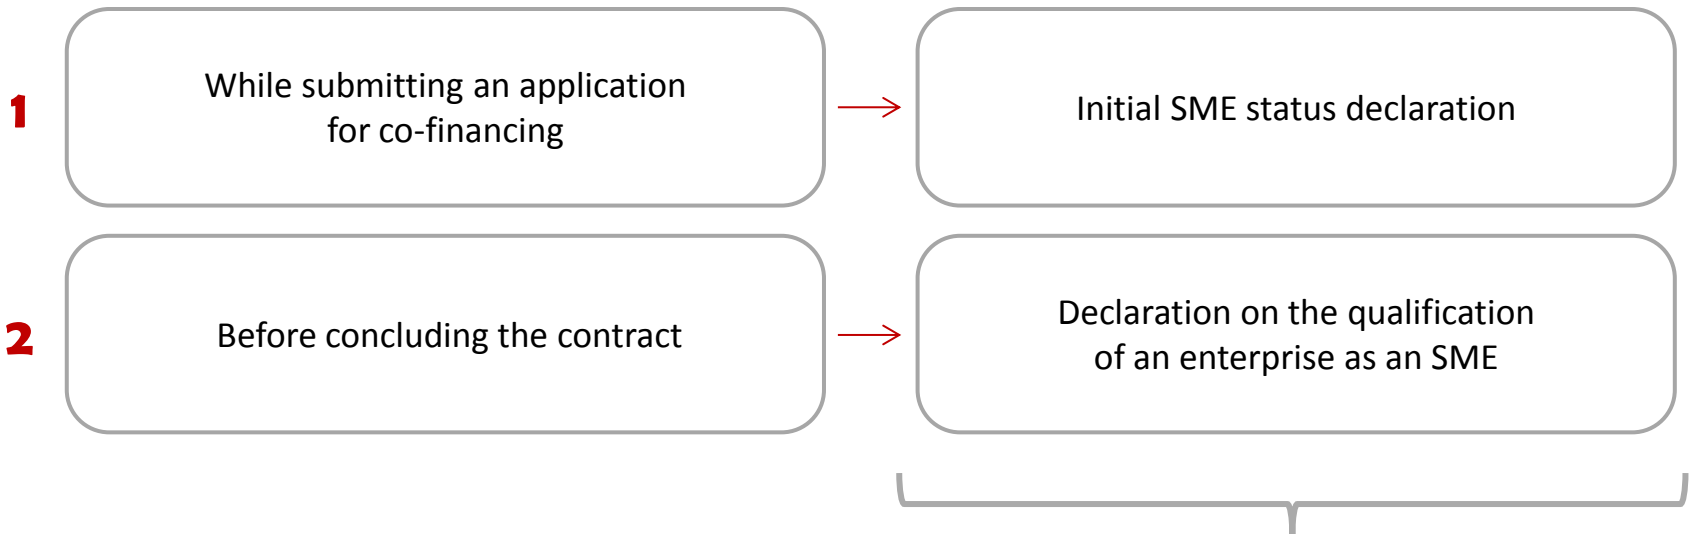 1
While submitting an application
for co-financing
Initial SME status declaration
2
Before concluding the contract
Declaration on the qualification
of an enterprise as an SME